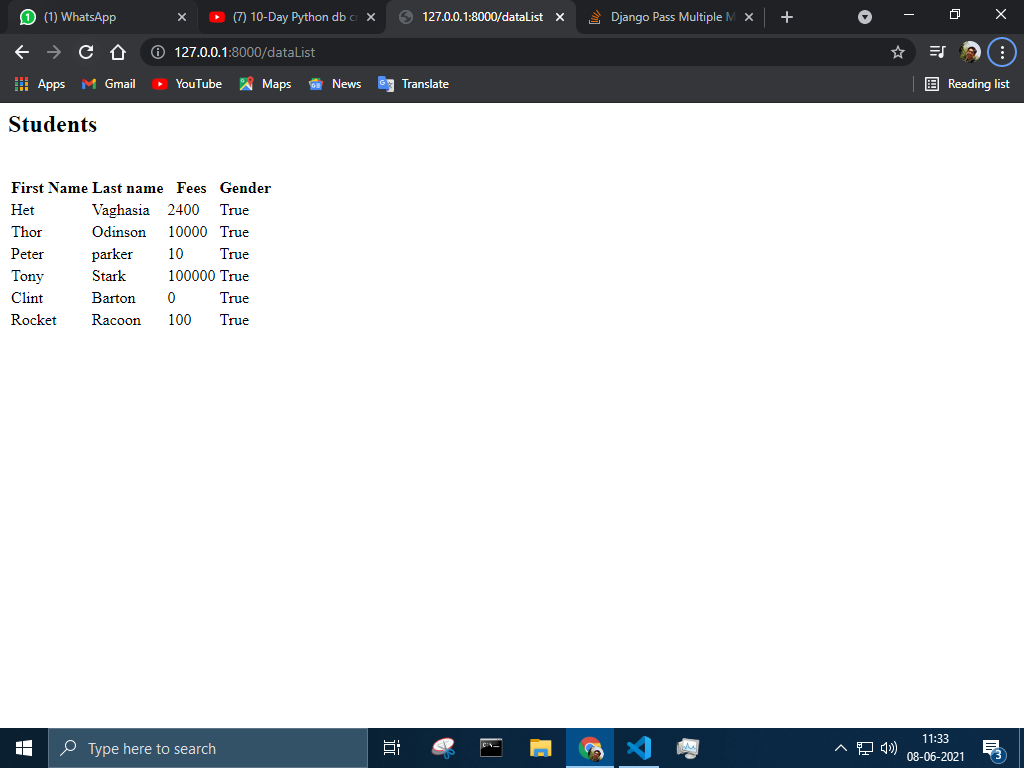 (1) WhatsApp
(7) 10-Day Python db
127.0.0.1:8000/dataList
Django Pass Multiple
127.0.0.1:8000/dataList
Apps Gmail YouTube Maps News Translate Reading list
Students
First Name Last name Fees Gender
Het Vaghasia 2400 True
Thor Odinson 10000 True
Peter parker 10 True
Tony Stark 100000 True
Clint Barton 0 True
Rocket Racoon 100 True
Type here to search
11:33
08-06-2021
3